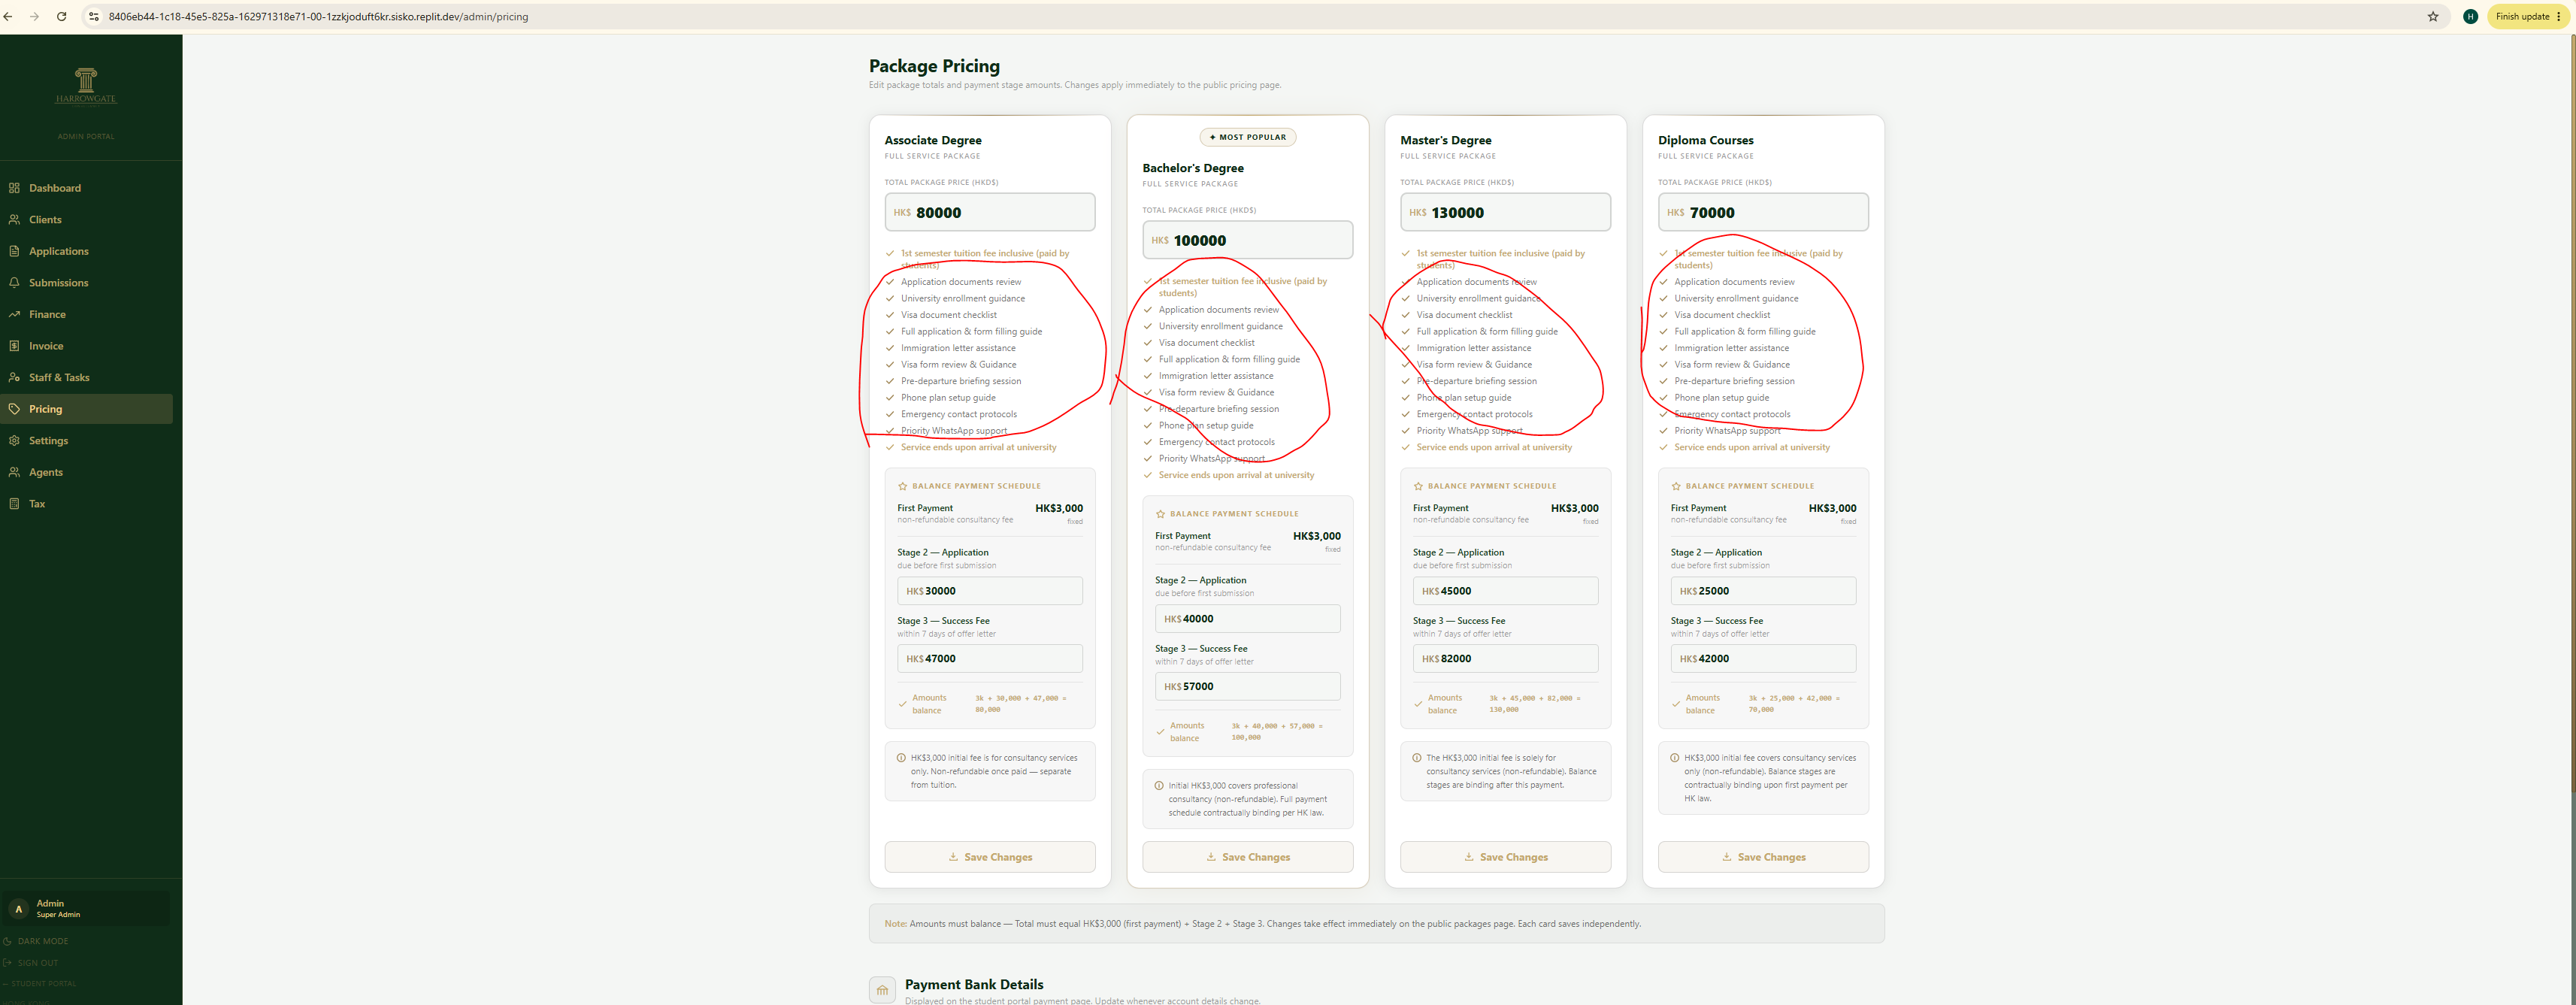 8406eb44-1c18-45e5-825a-162971318e71-00-1zzkjoduft6kr.sisko.replit.dev/admin/pricing
H
Finish update
HARROWGATE
ADMIN PORTAL
Dashboard
Clients
Applications
Submissions
Finance
Invoice
Staff & Tasks
Pricing
Settings
Agents
Tax
A
Admin
Super Admin
DARK MODE
SIGN OUT
STUDENT PORTAL
Package Pricing
Edit package totals and payment stage amounts. Changes apply immediately to the public pricing page.
Associate Degree
FULL SERVICE PACKAGE
TOTAL PACKAGE PRICE (HKD$)
HK$ 80000
1st semester tuition fee inclusive (paid by
students)
Application documents review
University enrollment guidance
Visa document checklist
Full application & form filling guide
Immigration letter assistance
Visa form review & Guidance
Pre-departure briefing session
Phone plan setup guide
Emergency contact protocols
Priority WhatsApp support
Service ends upon arrival at university
BALANCE PAYMENT SCHEDULE
First Payment HK$3,000
non-refundable consultancy fee fixed
Stage 2 — Application
due before first submission
HK$ 30000
Stage 3 — Success Fee
within 7 days of offer letter
HK$ 47000
Amounts 3k + 30,000 + 47,000 =
balance 80,000
HK$3,000 initial fee is for consultancy services
only. Non-refundable once paid — separate
from tuition.
Save Changes
✦ MOST POPULAR
Bachelor's Degree
FULL SERVICE PACKAGE
TOTAL PACKAGE PRICE (HKD$)
HK$ 100000
1st semester tuition fee inclusive (paid by
students)
Application documents review
University enrollment guidance
Visa document checklist
Full application & form filling guide
Immigration letter assistance
Visa form review & Guidance
Pre-departure briefing session
Phone plan setup guide
Emergency contact protocols
Priority WhatsApp support
Service ends upon arrival at university
BALANCE PAYMENT SCHEDULE
First Payment HK$3,000
non-refundable consultancy fee fixed
Stage 2 — Application
due before first submission
HK$ 40000
Stage 3 — Success Fee
within 7 days of offer letter
HK$ 57000
Amounts 3k + 40,000 + 57,000 =
balance 100,000
Initial HK$3,000 covers professional
consultancy (non-refundable). Full payment
schedule contractually binding per HK law.
Save Changes
Master's Degree
FULL SERVICE PACKAGE
TOTAL PACKAGE PRICE (HKD$)
HK$ 130000
1st semester tuition fee inclusive (paid by
students)
Application documents review
University enrollment guidance
Visa document checklist
Full application & form filling guide
Immigration letter assistance
Visa form review & Guidance
Pre-departure briefing session
Phone plan setup guide
Emergency contact protocols
Priority WhatsApp support
Service ends upon arrival at university
BALANCE PAYMENT SCHEDULE
First Payment HK$3,000
non-refundable consultancy fee fixed
Stage 2 — Application
due before first submission
HK$ 45000
Stage 3 — Success Fee
within 7 days of offer letter
HK$ 82000
Amounts 3k + 45,000 + 82,000 =
balance 130,000
The HK$3,000 initial fee is solely for
consultancy services (non-refundable). Balance
stages are binding after this payment.
Save Changes
Diploma Courses
FULL SERVICE PACKAGE
TOTAL PACKAGE PRICE (HKD$)
HK$ 70000
1st semester tuition fee inclusive (paid by
students)
Application documents review
University enrollment guidance
Visa document checklist
Full application & form filling guide
Immigration letter assistance
Visa form review & Guidance
Pre-departure briefing session
Phone plan setup guide
Emergency contact protocols
Priority WhatsApp support
Service ends upon arrival at university
BALANCE PAYMENT SCHEDULE
First Payment HK$3,000
non-refundable consultancy fee fixed
Stage 2 — Application
due before first submission
HK$ 25000
Stage 3 — Success Fee
within 7 days of offer letter
HK$ 42000
Amounts 3k + 25,000 + 42,000 =
balance 70,000
HK$3,000 initial fee covers consultancy services
only (non-refundable). Balance stages are
contractually binding upon first payment per
HK law.
Save Changes
Note: Amounts must balance — Total must equal HK$3,000 (first payment) + Stage 2 + Stage 3. Changes take effect immediately on the public packages page. Each card saves independently.
Payment Bank Details
Displayed on the student portal payment page. Update whenever account details change.